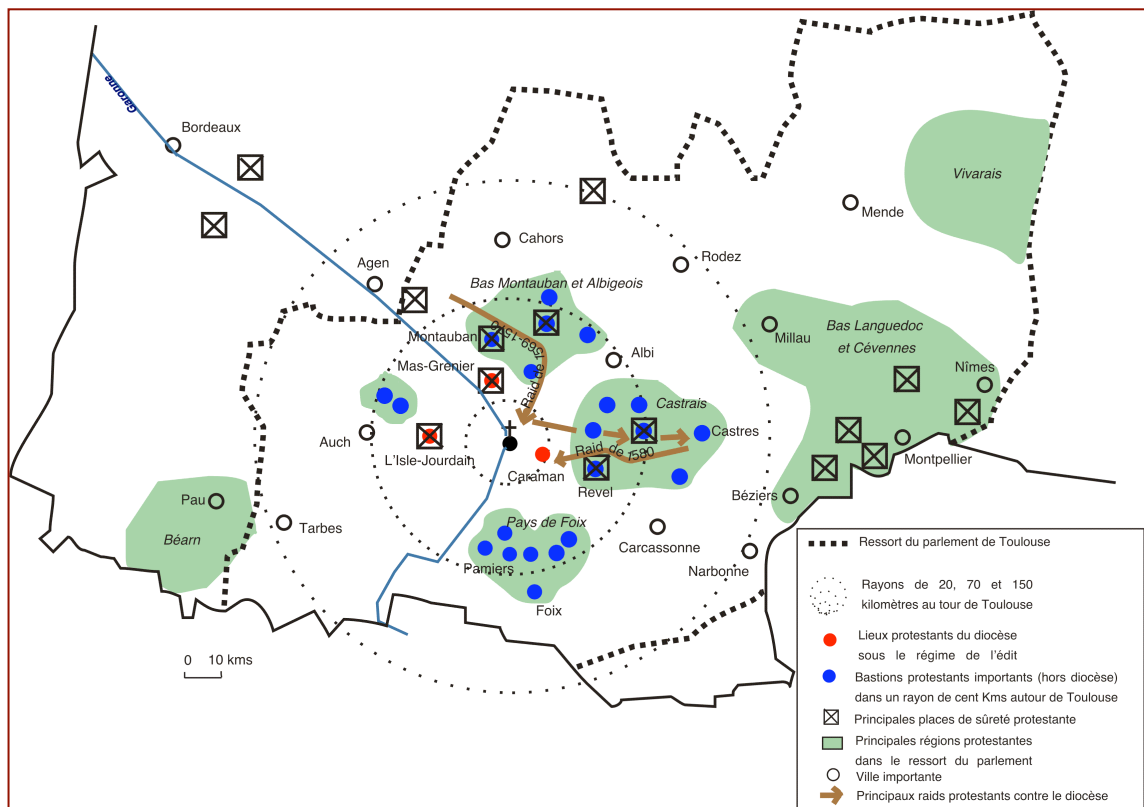 Garonne
Bordeaux
Vivarais
Mende
Cahors
Rodez
Agen
Bas Montauban et Albigeois
Montauban
Raid de 1569-1570
Mas-Grenier
Albi
Millau
Bas Languedoc
et Cévennes
Nîmes
Castrais
Castres
Auch
L'Isle-Jourdain
Caraman
Raid de 1580
Revel
Montpellier
Béziers
Pau
Béarn
Tarbes
Pays de Foix
Pamiers
Foix
Carcassonne
Narbonne
0 10 kms
Ressort du parlement de Toulouse
Rayons de 20, 70 et 150
kilomètres au tour de Toulouse
Lieux protestants du diocèse
sous le régime de l'édit
Bastions protestants importants (hors diocèse)
dans un rayon de cent Kms autour de Toulouse
Principales places de sûreté protestante
Principales régions protestantes
dans le ressort du parlement
Ville importante
Principaux raids protestants contre le diocèse